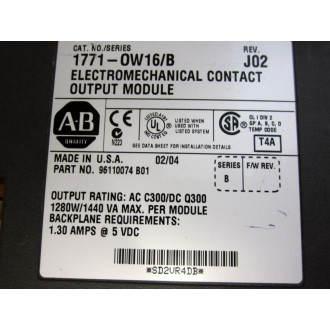 CAT. NO./SERIES REV.
1771-OW16/B J02
ELECTROMECHANICAL CONTACT
OUTPUT MODULE
A-B
QUALITY
N223
UL
LISTED WHEN
USED WITH
LISTED SYSTEM
CL I DIV 2
GP A, B, C, D
TEMP CODE
T4A
SEE DATA SHEET FOR INSTALLATION DETAILS
MADE IN U.S.A. 02/04
PART NO. 96110074 B01
SERIES F/W REV.
B
OUTPUT RATING: AC C300/DC Q300
1280W/1440 VA MAX. PER MODULE
BACKPLANE REQUIREMENTS:
1.30 AMPS @ 5 VDC
*SD2VR4DB*